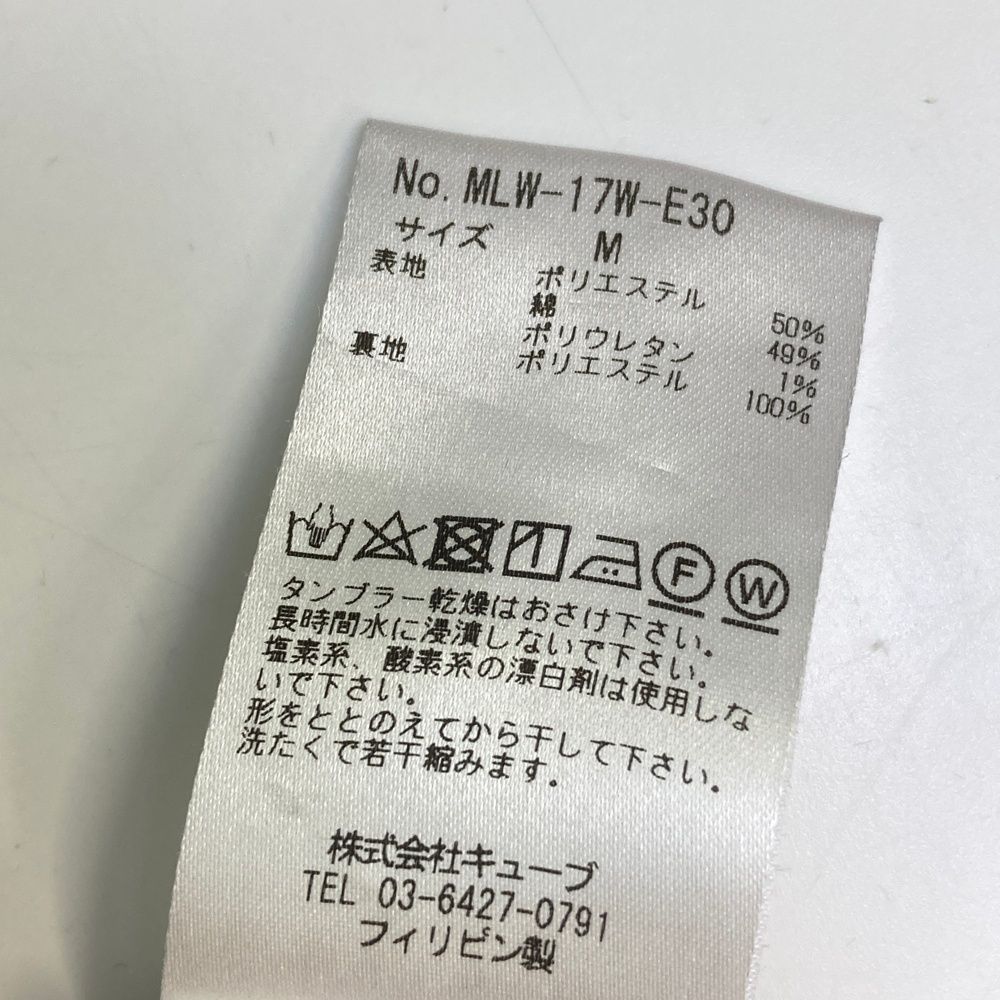 No. MLW-17W-E30
サイズ M
表地 ポリエステル 50%
綿 49%
ポリウレタン 1%
裏地 ポリエステル 100%
F W
タンブラー乾燥はおさけ下さい。
長時間水に浸漬しないで下さい。
塩素系、酸素系の漂白剤は使用しな
いで下さい。
形をととのえてから干して下さい。
洗たくで若干縮みます。
株式会社キューブ
TEL 03-6427-0791
フィリピン製